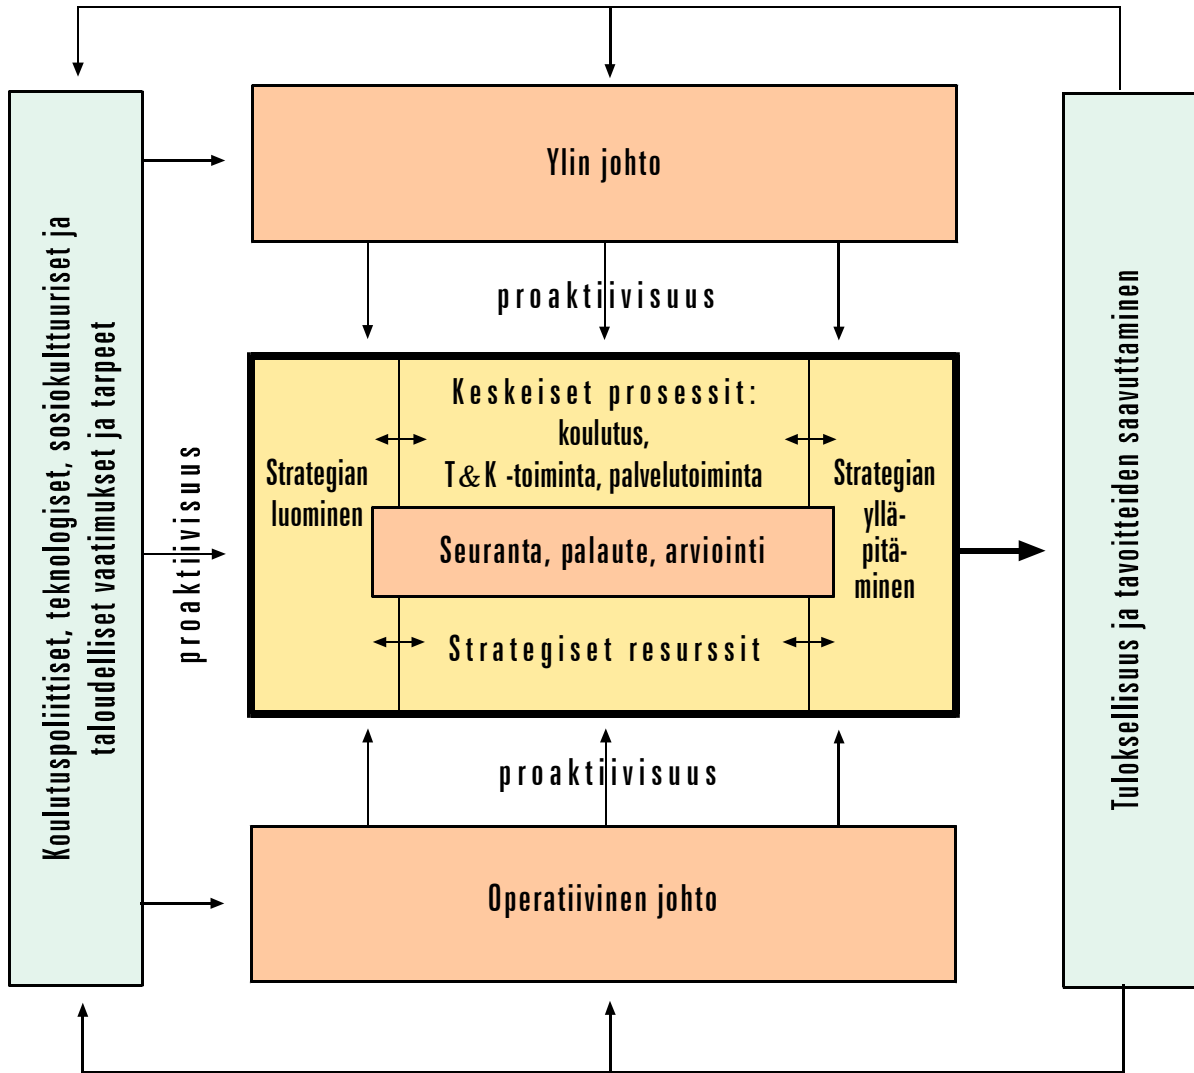 Ylin johto
Koulutuspoliittiset, teknologiset, sosiokulttuuriset ja
taloudelliset vaatimukset ja tarpeet
proaktiivisuus
proaktiivisuus
Keskeiset prosessit:
koulutus,
T&K -toiminta, palvelutoiminta
Strategian
luominen
Seuranta, palaute, arviointi
Strategiset resurssit
Strategian
yllä-
pitä-
minen
proaktiivisuus
Operatiivinen johto
Tuloksellisuus ja tavoitteiden saavuttaminen